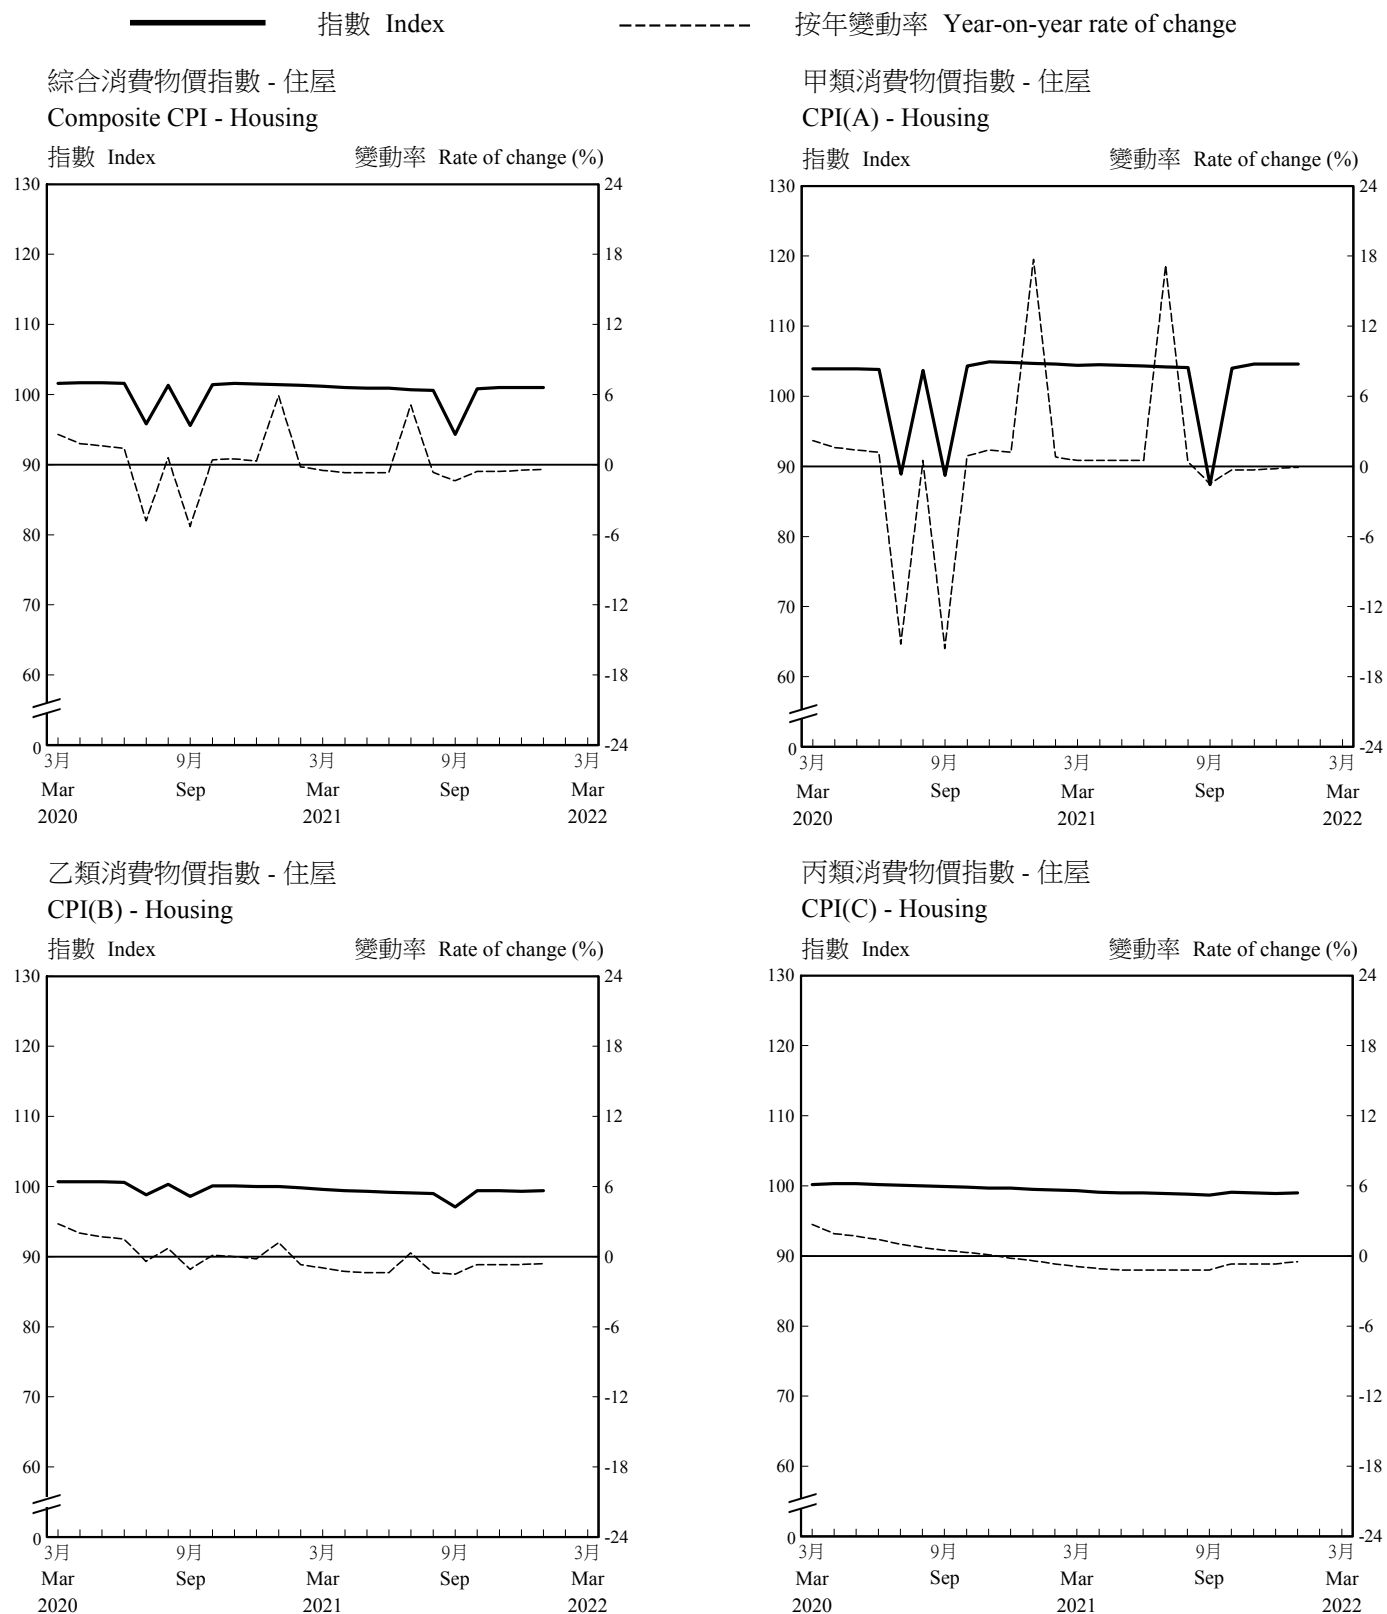 指數 Index 按年變動率 Year-on-year rate of change
綜合消費物價指數 - 住屋
Composite CPI - Housing
指數 Index 變動率 Rate of change (%)
130 24
120 18
110 12
100 6
90 0
80 -6
70 -12
60 -18
0 -24
3月 9月 3月 9月 3月
Mar Sep Mar Sep Mar
2020 2021 2022
甲類消費物價指數 - 住屋
CPI(A) - Housing
指數 Index 變動率 Rate of change (%)
130 24
120 18
110 12
100 6
90 0
80 -6
70 -12
60 -18
0 -24
3月 9月 3月 9月 3月
Mar Sep Mar Sep Mar
2020 2021 2022
乙類消費物價指數 - 住屋
CPI(B) - Housing
指數 Index 變動率 Rate of change (%)
130 24
120 18
110 12
100 6
90 0
80 -6
70 -12
60 -18
0 -24
3月 9月 3月 9月 3月
Mar Sep Mar Sep Mar
2020 2021 2022
丙類消費物價指數 - 住屋
CPI(C) - Housing
指數 Index 變動率 Rate of change (%)
130 24
120 18
110 12
100 6
90 0
80 -6
70 -12
60 -18
0 -24
3月 9月 3月 9月 3月
Mar Sep Mar Sep Mar
2020 2021 2022